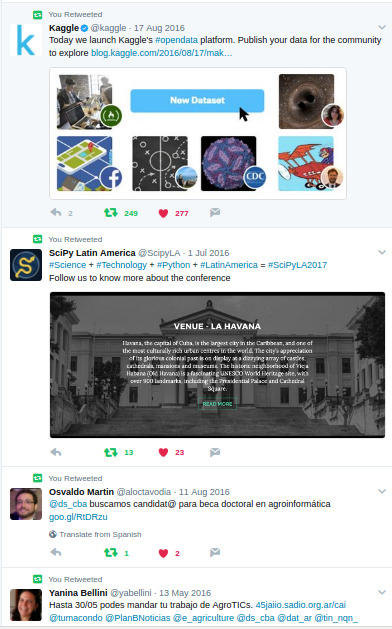 You Retweeted
Kaggle @kaggle · 17 Aug 2016
Today we launch Kaggle's #opendata platform. Publish your data for the community
to explore blog.kaggle.com/2016/08/17/mak…
New Dataset
CDC
2 249 277
You Retweeted
SciPy Latin America @ScipyLA · 1 Jul 2016
#Science + #Technology + #Python + #LatinAmerica = #SciPyLA2017
Follow us to know more about the conference
VENUE - LA HAVANA
Havana, the capital of Cuba, is the largest city in the Caribbean, and one of
the most culturally rich urban centres in the world. The city's appreciation
of its glorious colonial past is on display at a dizzying array of castles,
cathedrals, mansions and museums. The historic neighborhood of Vieja
Habana (Old Havana) is a fascinating UNESCO World Heritage site, with
over 900 landmarks, including the Presidential Palace and Cathedral
Square.
READ MORE
13 23
You Retweeted
Osvaldo Martin @aloctavodia · 11 Aug 2016
@ds_cba buscamos candidat@ para beca doctoral en agroinformática
goo.gl/RtDRzu
Translate from Spanish
1 2
You Retweeted
Yanina Bellini @yabellini · 13 May 2016
Hasta 30/05 podes mandar tu trabajo de AgroTICs. 45jaiio.sadio.org.ar/cai
@tumacondo @PlanBNoticias @e_agriculture @ds_cba @dat_ar @tin_nqn_